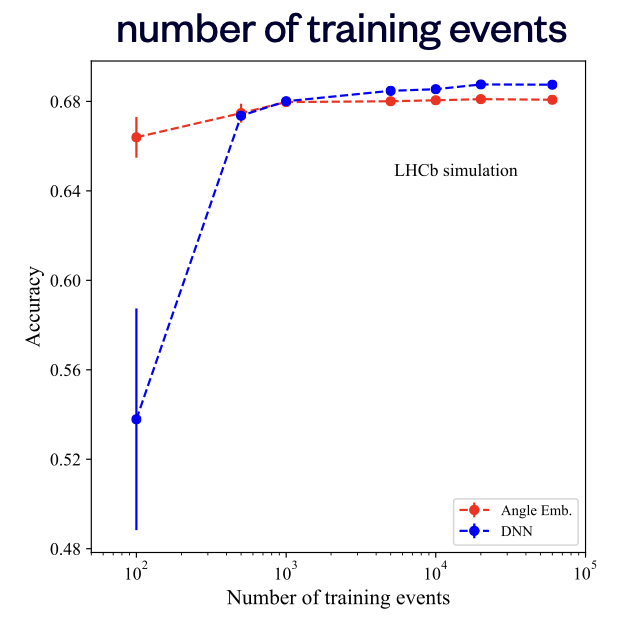 number of training events
0.68
LHCb simulation
0.64
0.60
Accuracy
0.56
0.52
Angle Emb.
DNN
0.48
10²
10³
10⁴
10⁵
Number of training events